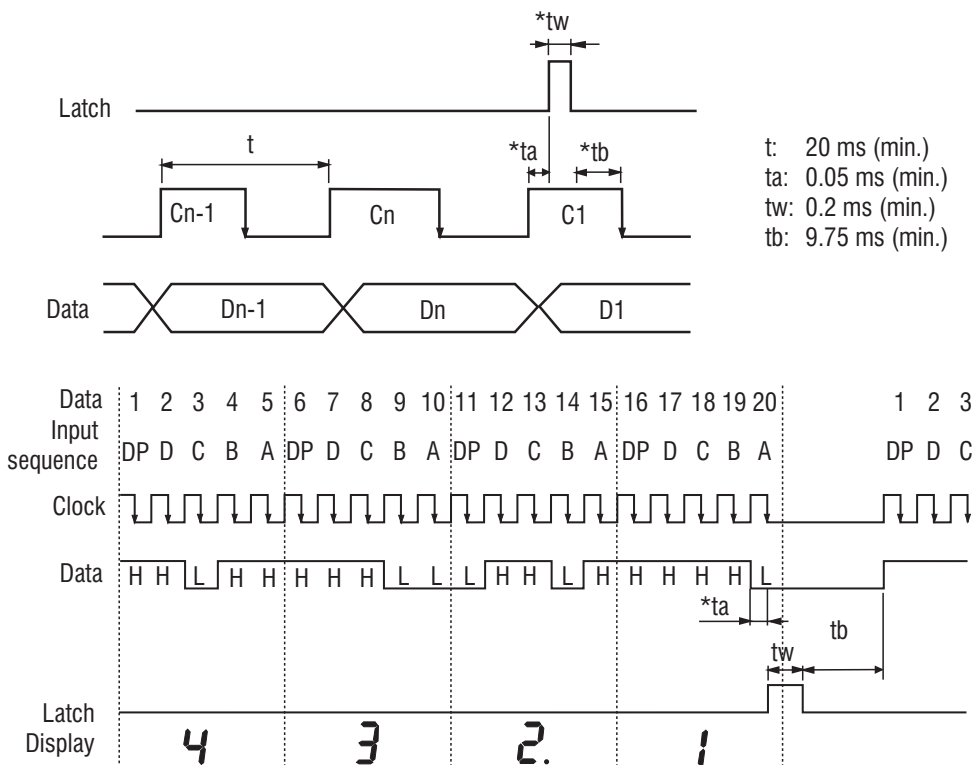 *tw
Latch
t
*ta
*tb
Cn-1
Cn
C1
t: 20 ms (min.)
ta: 0.05 ms (min.)
tw: 0.2 ms (min.)
tb: 9.75 ms (min.)
Data
Dn-1
Dn
D1
Data Input sequence
1 2 3 4 5 6 7 8 9 10 11 12 13 14 15 16 17 18 19 20 1 2 3
DP D C B A DP D C B A DP D C B A DP D C B A DP D C
Clock
Data
H H L H H H H H L L L H H L H H H H H L
*ta
tb
tw
Latch
Display
4 3 2. 1